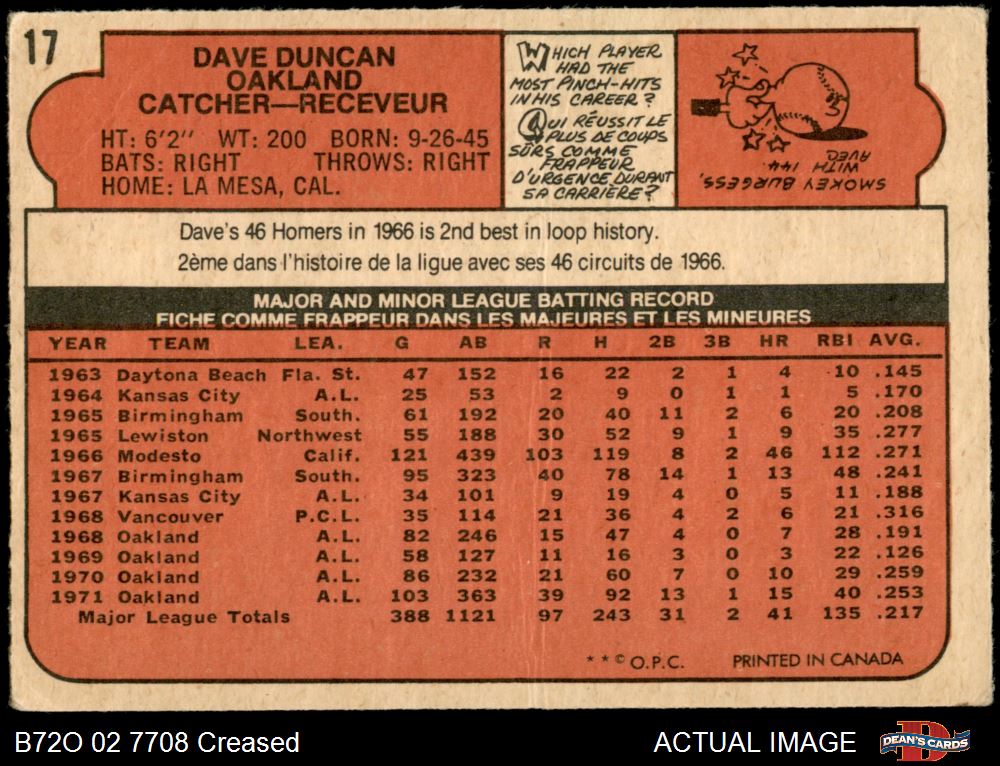 17
DAVE DUNCAN
OAKLAND
CATCHER—RECEVEUR
HT: 6'2" WT: 200 BORN: 9-26-45
BATS: RIGHT THROWS: RIGHT
HOME: LA MESA, CAL.
WHICH PLAYER
HAD THE
MOST PINCH-HITS
IN HIS CAREER?
QUI RÉUSSIT LE
PLUS DE COUPS
SÛRS COMME
FRAPPEUR
D'URGENCE DURANT
SA CARRIÈRE?
SMOKEY BURGESS,
WITH 144.
AVEC
Dave's 46 Homers in 1966 is 2nd best in loop history.
2ème dans l'histoire de la ligue avec ses 46 circuits de 1966.
MAJOR AND MINOR LEAGUE BATTING RECORD
FICHE COMME FRAPPEUR DANS LES MAJEURES ET LES MINEURES
YEAR TEAM LEA. G AB R H 2B 3B HR RBI AVG.
1963 Daytona Beach Fla. St. 47 152 16 22 2 1 4 10 .145
1964 Kansas City A.L. 25 53 2 9 0 1 1 5 .170
1965 Birmingham South. 61 192 20 40 11 2 6 20 .208
1965 Lewiston Northwest 55 188 30 52 9 1 9 35 .277
1966 Modesto Calif. 121 439 103 119 8 2 46 112 .271
1967 Birmingham South. 95 323 40 78 14 1 13 48 .241
1967 Kansas City A.L. 34 101 9 19 4 0 5 11 .188
1968 Vancouver P.C.L. 35 114 21 36 4 2 6 21 .316
1968 Oakland A.L. 82 246 15 47 4 0 7 28 .191
1969 Oakland A.L. 58 127 11 16 3 0 3 22 .126
1970 Oakland A.L. 86 232 21 60 7 0 10 29 .259
1971 Oakland A.L. 103 363 39 92 13 1 15 40 .253
Major League Totals 388 1121 97 243 31 2 41 135 .217
* * © O.P.C. PRINTED IN CANADA
B72O 02 7708 Creased ACTUAL IMAGE
D
DEAN'S CARDS